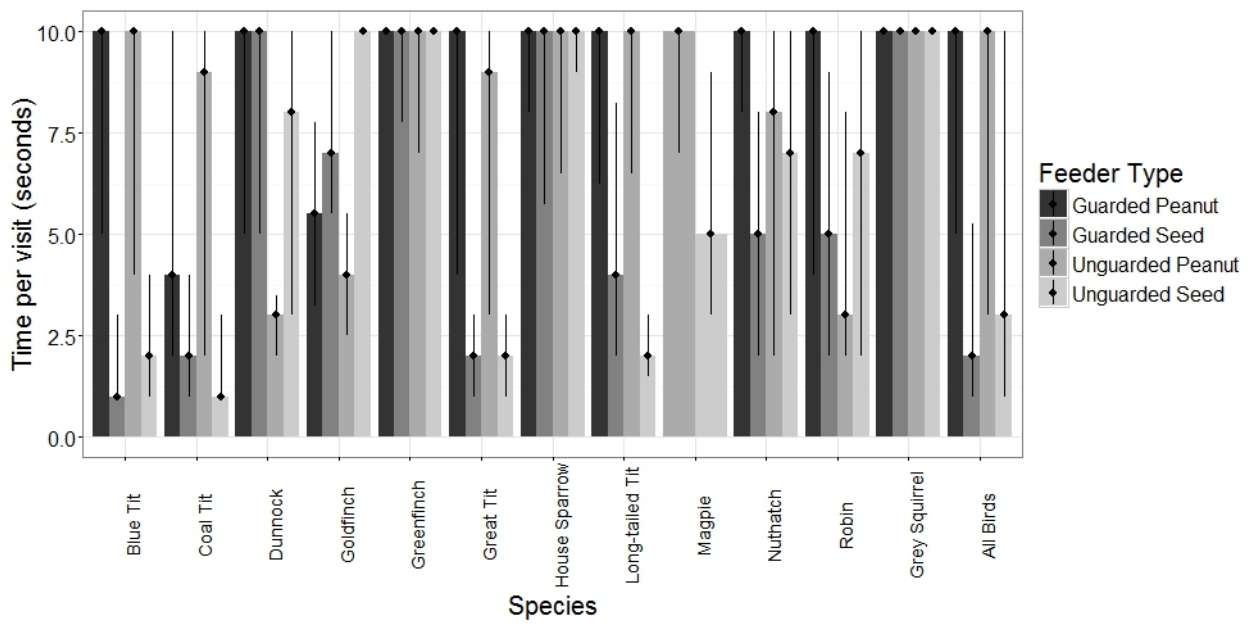 Time per visit (seconds)
10.0
7.5
5.0
2.5
0.0
Blue Tit
Coal Tit
Dunnock
Goldfinch
Greenfinch
Great Tit
House Sparrow
Long-tailed Tit
Magpie
Nuthatch
Robin
Grey Squirrel
All Birds
Species
Feeder Type
Guarded Peanut
Guarded Seed
Unguarded Peanut
Unguarded Seed